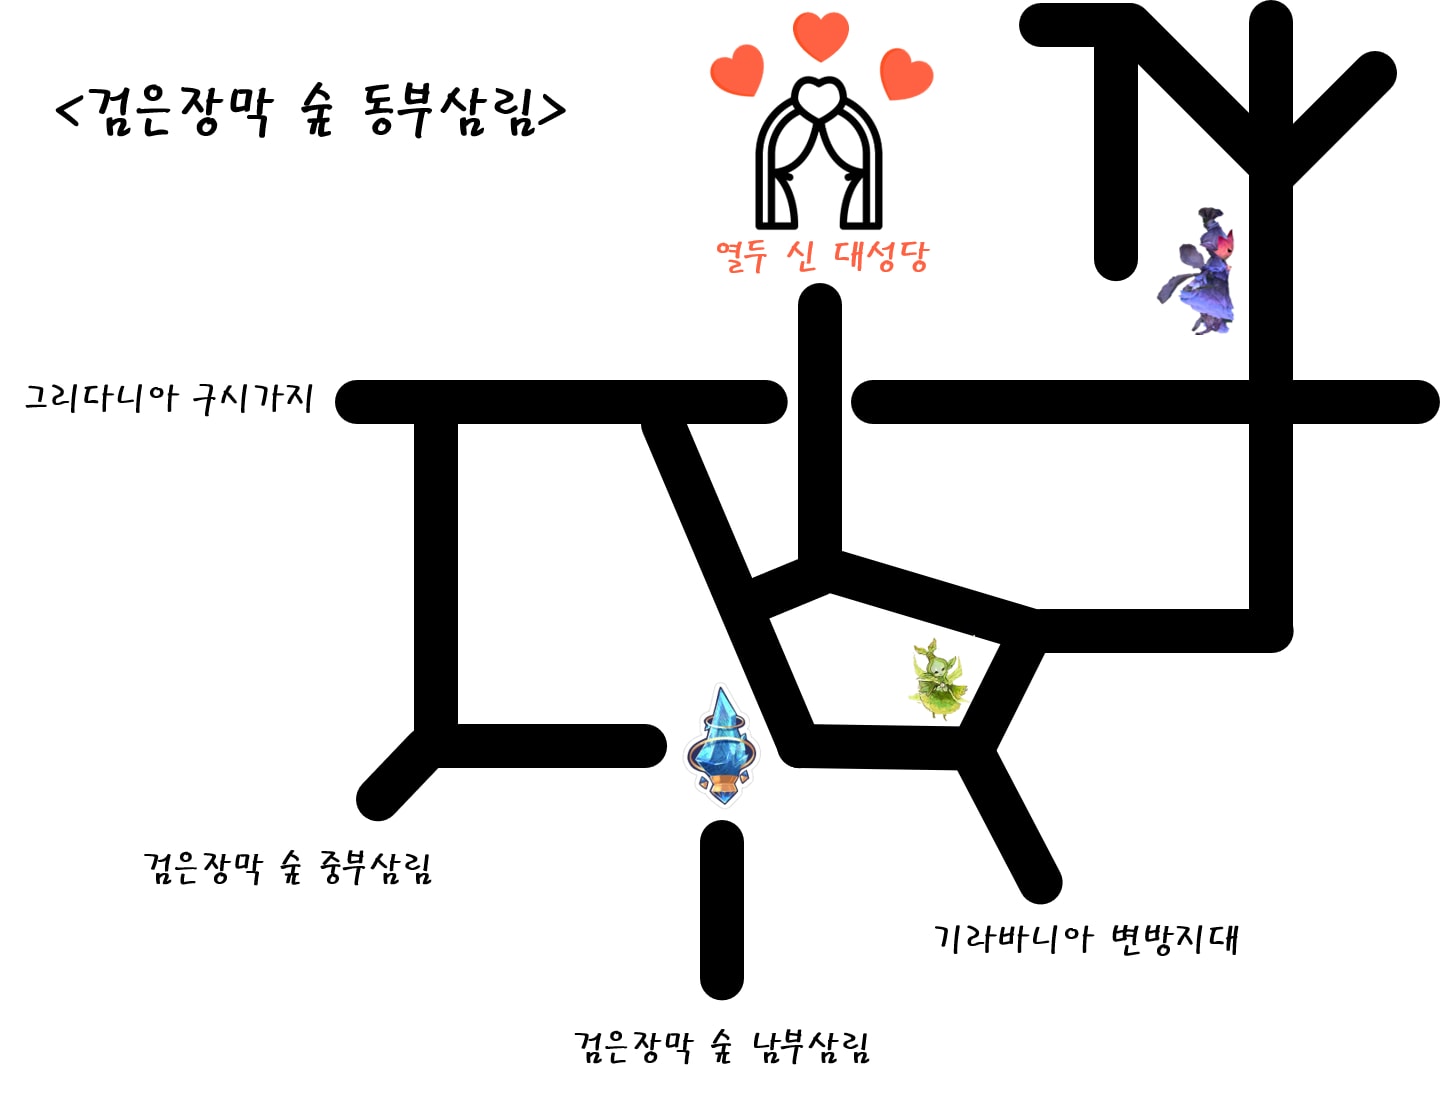 <검은장막 숲 동부삼림>
열두 신 대성당
그리다니아 구시가지
검은장막 숲 중부삼림
기라바니아 변방지대
검은장막 숲 남부삼림